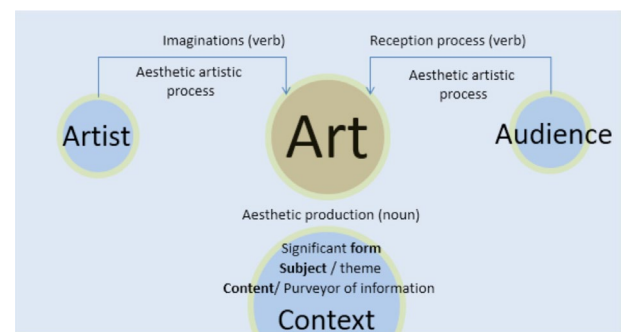 Imaginations (verb)
Reception process (verb)
Aesthetic artistic
process
Aesthetic artistic
process
Artist
Art
Audience
Aesthetic production (noun)
Significant form
Subject / theme
Content/ Purveyor of information
Context